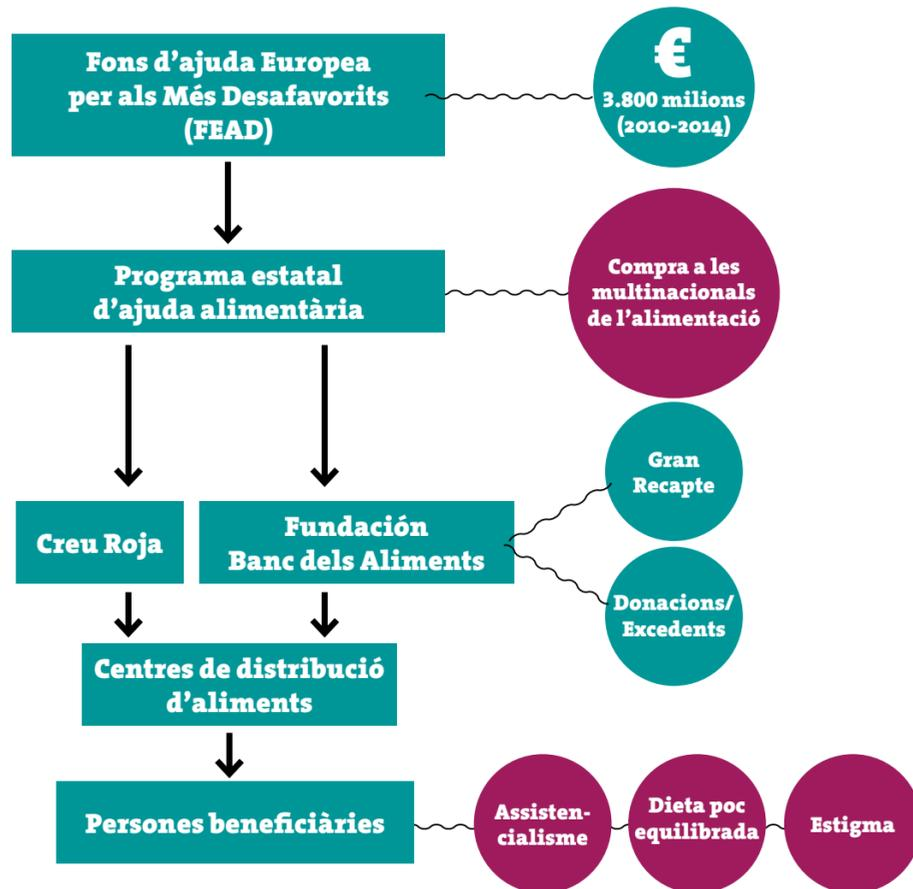 Fons d’ajuda Europea
per als Més Desafavorits
(FEAD)
€
3.800 milions
(2010-2014)
Programa estatal
d’ajuda alimentària
Compra a les
multinacionals
de l’alimentació
Gran
Recapte
Creu Roja
Fundación
Banc dels Aliments
Donacions/
Excedents
Centres de distribució
d’aliments
Persones beneficiàries
Assisten-
cialisme
Dieta poc
equilibrada
Estigma